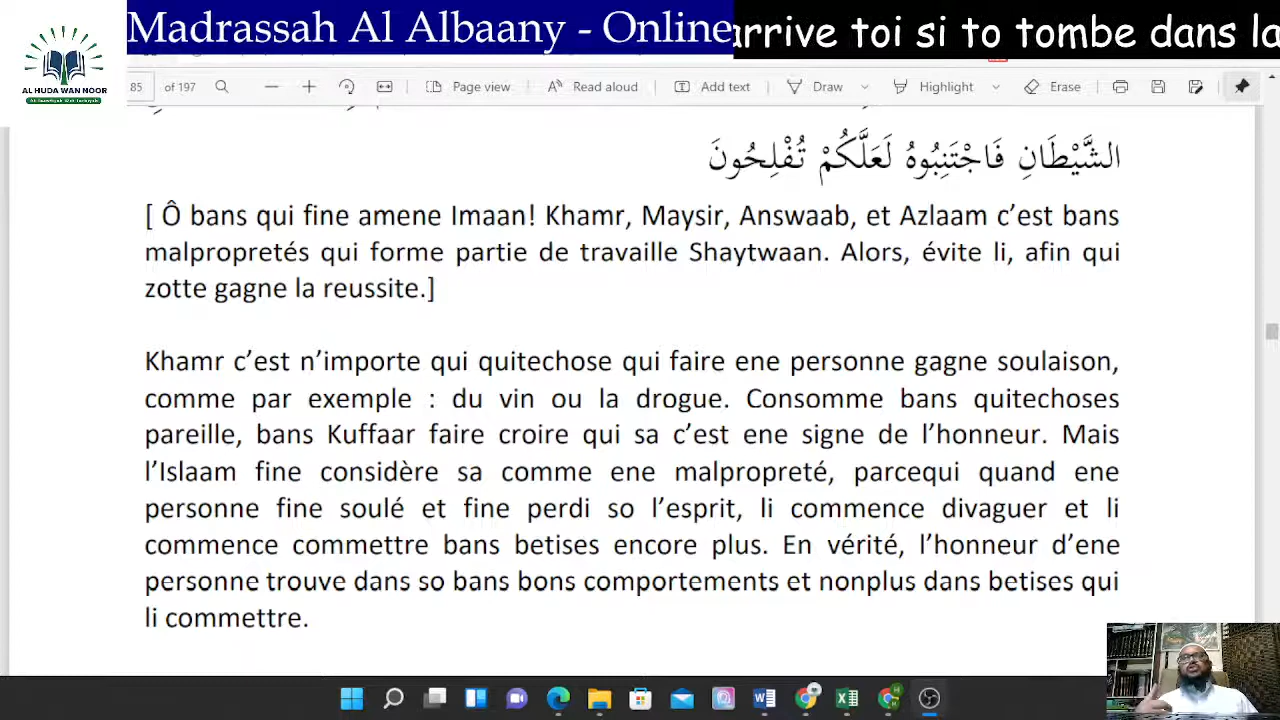 Madrassah Al Albaany - Online
arrive toi si to tombe dans la
AL HUDA WAN NOOR
85 of 197
Page view
Read aloud
Add text
Draw
Highlight
Erase
الشَّيْطَانِ فَاجْتَنِبُوهُ لَعَلَّكُمْ تُفْلِحُونَ
[ Ô bans qui fine amene Imaan! Khamr, Maysir, Answaab, et Azlaam c’est bans
malpropretés qui forme partie de travaille Shaytwaan. Alors, évite li, afin qui
zotte gagne la reussite.]
Khamr c’est n’importe qui quitechose qui faire ene personne gagne soulaison,
comme par exemple : du vin ou la drogue. Consomme bans quitechoses
pareille, bans Kuffaar faire croire qui sa c’est ene signe de l’honneur. Mais
l’Islaam fine considère sa comme ene malpropreté, parcequi quand ene
personne fine soulé et fine perdi so l’esprit, li commence divaguer et li
commence commettre bans betises encore plus. En vérité, l’honneur d’ene
personne trouve dans so bans bons comportements et nonplus dans betises qui
li commettre.